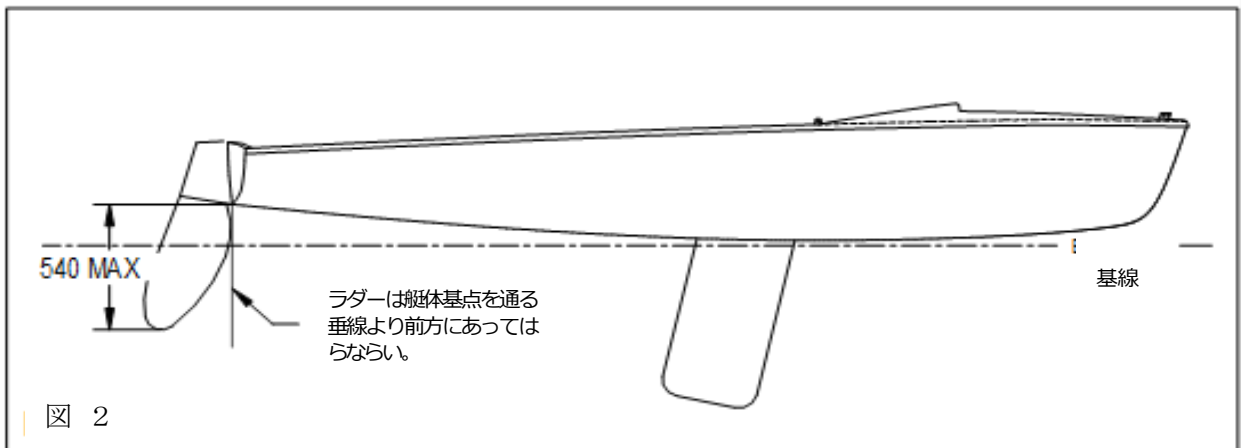 540 MAX
ラダーは艇体基点を通る
垂線より前方にあっては
らならい。
基線
図 2